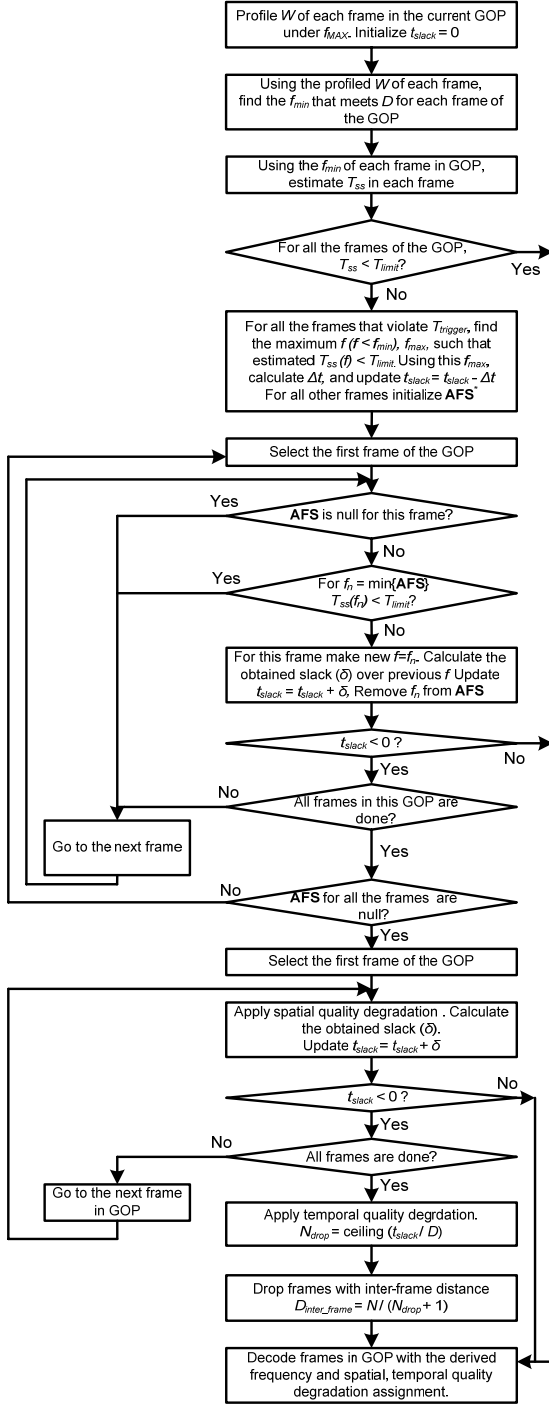 Profile W of each frame in the current GOP
under fMAX. Initialize tslack = 0
Using the profiled W of each frame,
find the fmin that meets D for each frame of
the GOP
Using the fmin of each frame in GOP,
estimate Tss in each frame
For all the frames of the GOP,
Tss < Tlimit?
Yes
No
For all the frames that violate Ttrigger, find
the maximum f (f < fmin), fmax, such that
estimated Tss(f) < Tlimit. Using this fmax,
calculate Δt, and update tslack = tslack - Δt
For all other frames initialize AFS*
Select the first frame of the GOP
Yes
AFS is null for this frame?
No
Yes
For fn = min{AFS}
Tss(fn) < Tlimit?
No
For this frame make new f=fn. Calculate the
obtained slack (δ) over previous f Update
tslack = tslack + δ, Remove fn from AFS
tslack < 0 ?
No
Yes
No
All frames in this GOP are
done?
Go to the next frame
Yes
No
AFS for all the frames are
null?
Yes
Select the first frame of the GOP
Apply spatial quality degradation . Calculate
the obtained slack (δ).
Update tslack = tslack + δ
No
tslack < 0 ?
Yes
No
All frames are done?
Yes
Go to the next frame
in GOP
Apply temporal quality degrdation.
Ndrop = ceiling (tslack / D)
Drop frames with inter-frame distance
Dinter_frame = N / (Ndrop + 1)
Decode frames in GOP with the derived
frequency and spatial, temporal quality
degradation assignment.